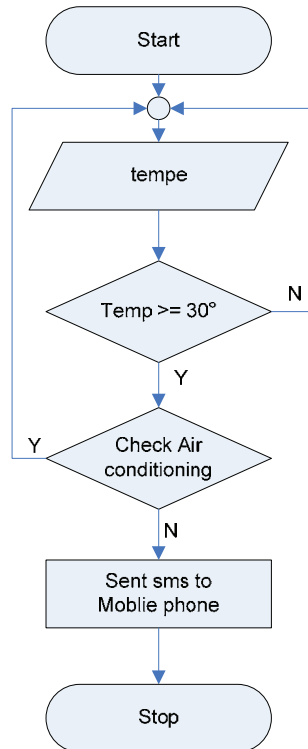 Start
tempe
Temp >= 30°
N
Y
Y
Check Air
conditioning
N
Sent sms to
Moblie phone
Stop